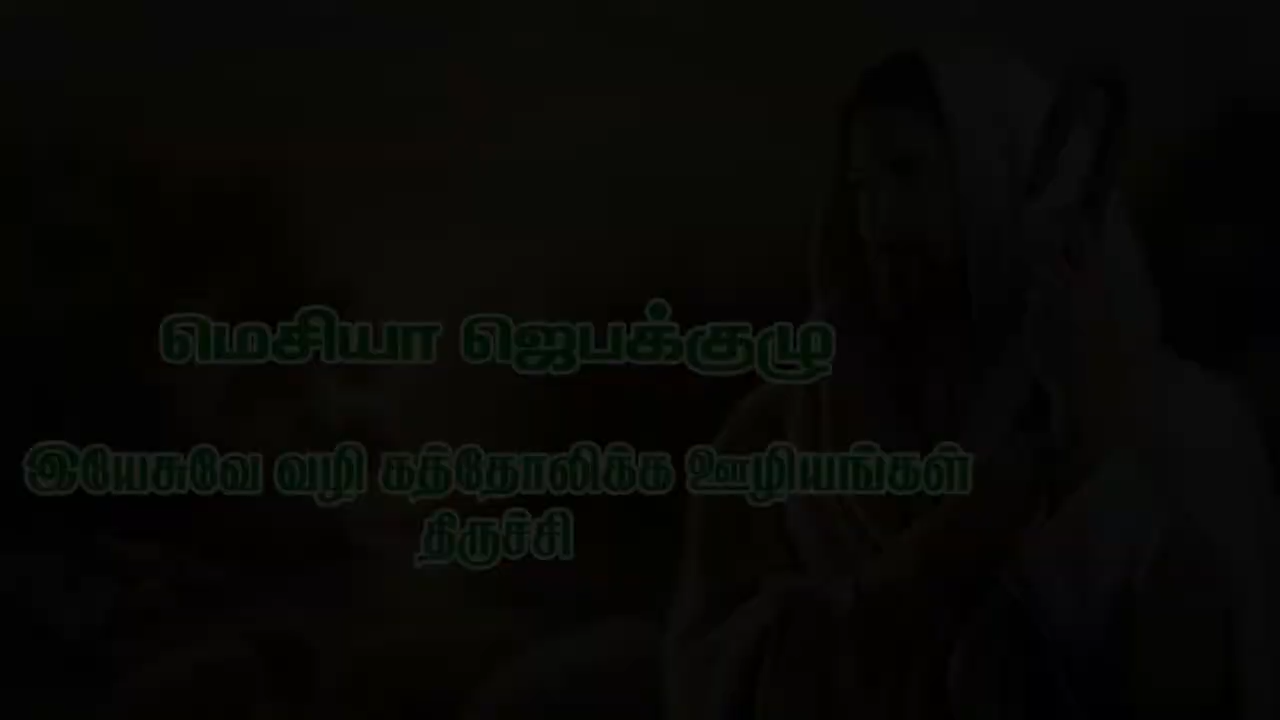 மெசியா ஜெபக்குழு
இயேசுவே வழி கத்தோலிக்க ஊழியங்கள்
திருச்சி